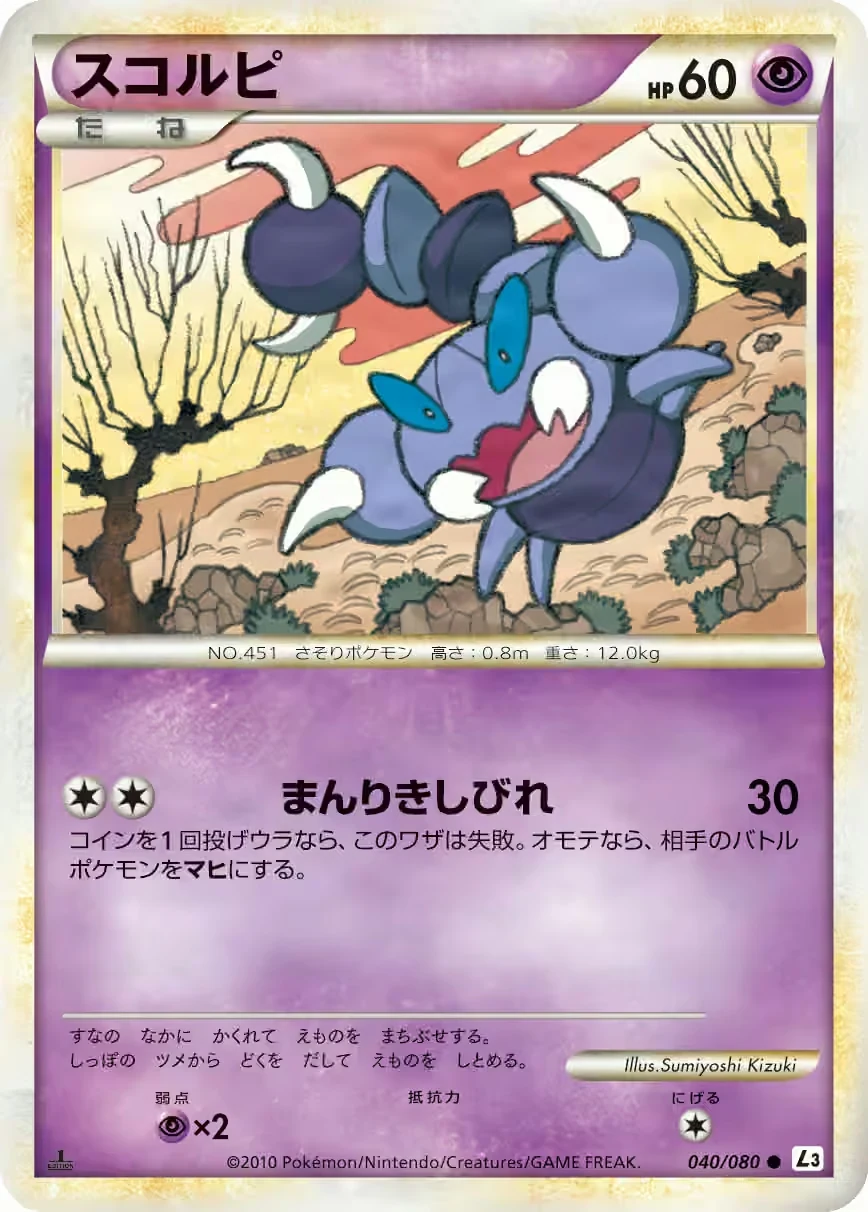 スコルピ
HP60
たね
NO.451 さそりポケモン 高さ:0.8m 重さ:12.0kg
まんりきしびれ 30
コインを1回投げウラなら、このワザは失敗。オモテなら、相手のバトル
ポケモンをマヒにする。
すなの なかに かくれて えものを まちぶせする。
しっぽの ツメから どくを だして えものを しとめる。
Illus.Sumiyoshi Kizuki
弱点 抵抗力 にげる
×2
1 EDITION
©2010 Pokémon/Nintendo/Creatures/GAME FREAK.
040/080 ● L3